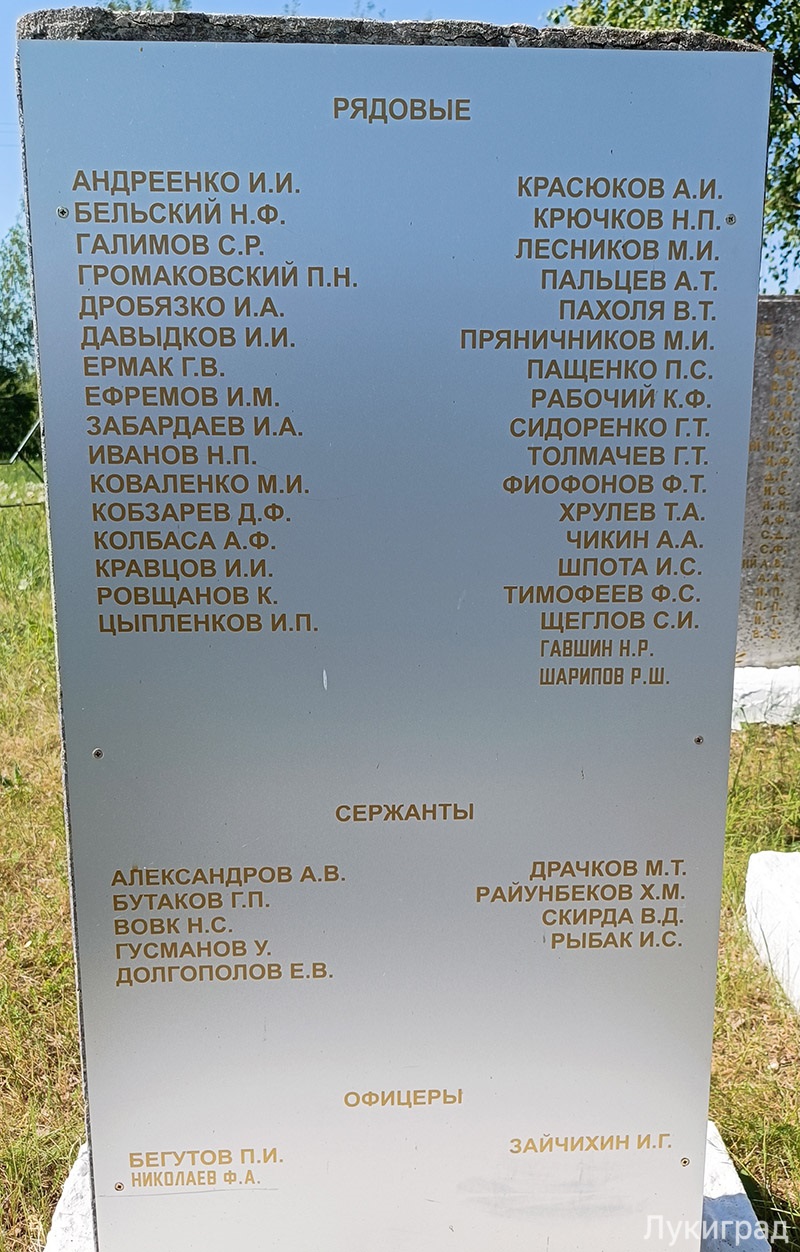 РЯДОВЫЕ
АНДРЕЕНКО И.И.
БЕЛЬСКИЙ Н.Ф.
ГАЛИМОВ С.Р.
ГРОМАКОВСКИЙ П.Н.
ДРОБЯЗКО И.А.
ДАВЫДКОВ И.И.
ЕРМАК Г.В.
ЕФРЕМОВ И.М.
ЗАБАРДАЕВ И.А.
ИВАНОВ Н.П.
КОВАЛЕНКО М.И.
КОБЗАРЕВ Д.Ф.
КОЛБАСА А.Ф.
КРАВЦОВ И.И.
РОВЩАНОВ К.
ЦЫПЛЕНКОВ И.П.
КРАСЮКОВ А.И.
КРЮЧКОВ Н.П.
ЛЕСНИКОВ М.И.
ПАЛЬЦЕВ А.Т.
ПАХОЛЯ В.Т.
ПРЯНИЧНИКОВ М.И.
ПАЩЕНКО П.С.
РАБОЧИЙ К.Ф.
СИДОРЕНКО Г.Т.
ТОЛМАЧЕВ Г.Т.
ФИОФОНОВ Ф.Т.
ХРУЛЕВ Т.А.
ЧИКИН А.А.
ШПОТА И.С.
ТИМОФЕЕВ Ф.С.
ЩЕГЛОВ С.И.
ГАВШИН Н.Р.
ШАРИПОВ Р.Ш.
СЕРЖАНТЫ
АЛЕКСАНДРОВ А.В.
БУТАКОВ Г.П.
ВОВК Н.С.
ГУСМАНОВ У.
ДОЛГОПОЛОВ Е.В.
ДРАЧКОВ М.Т.
РАЙУНБЕКОВ Х.М.
СКИРДА В.Д.
РЫБАК И.С.
ОФИЦЕРЫ
БЕГУТОВ П.И.
НИКОЛАЕВ Ф.А.
ЗАЙЧИХИН И.Г.
Лукиград